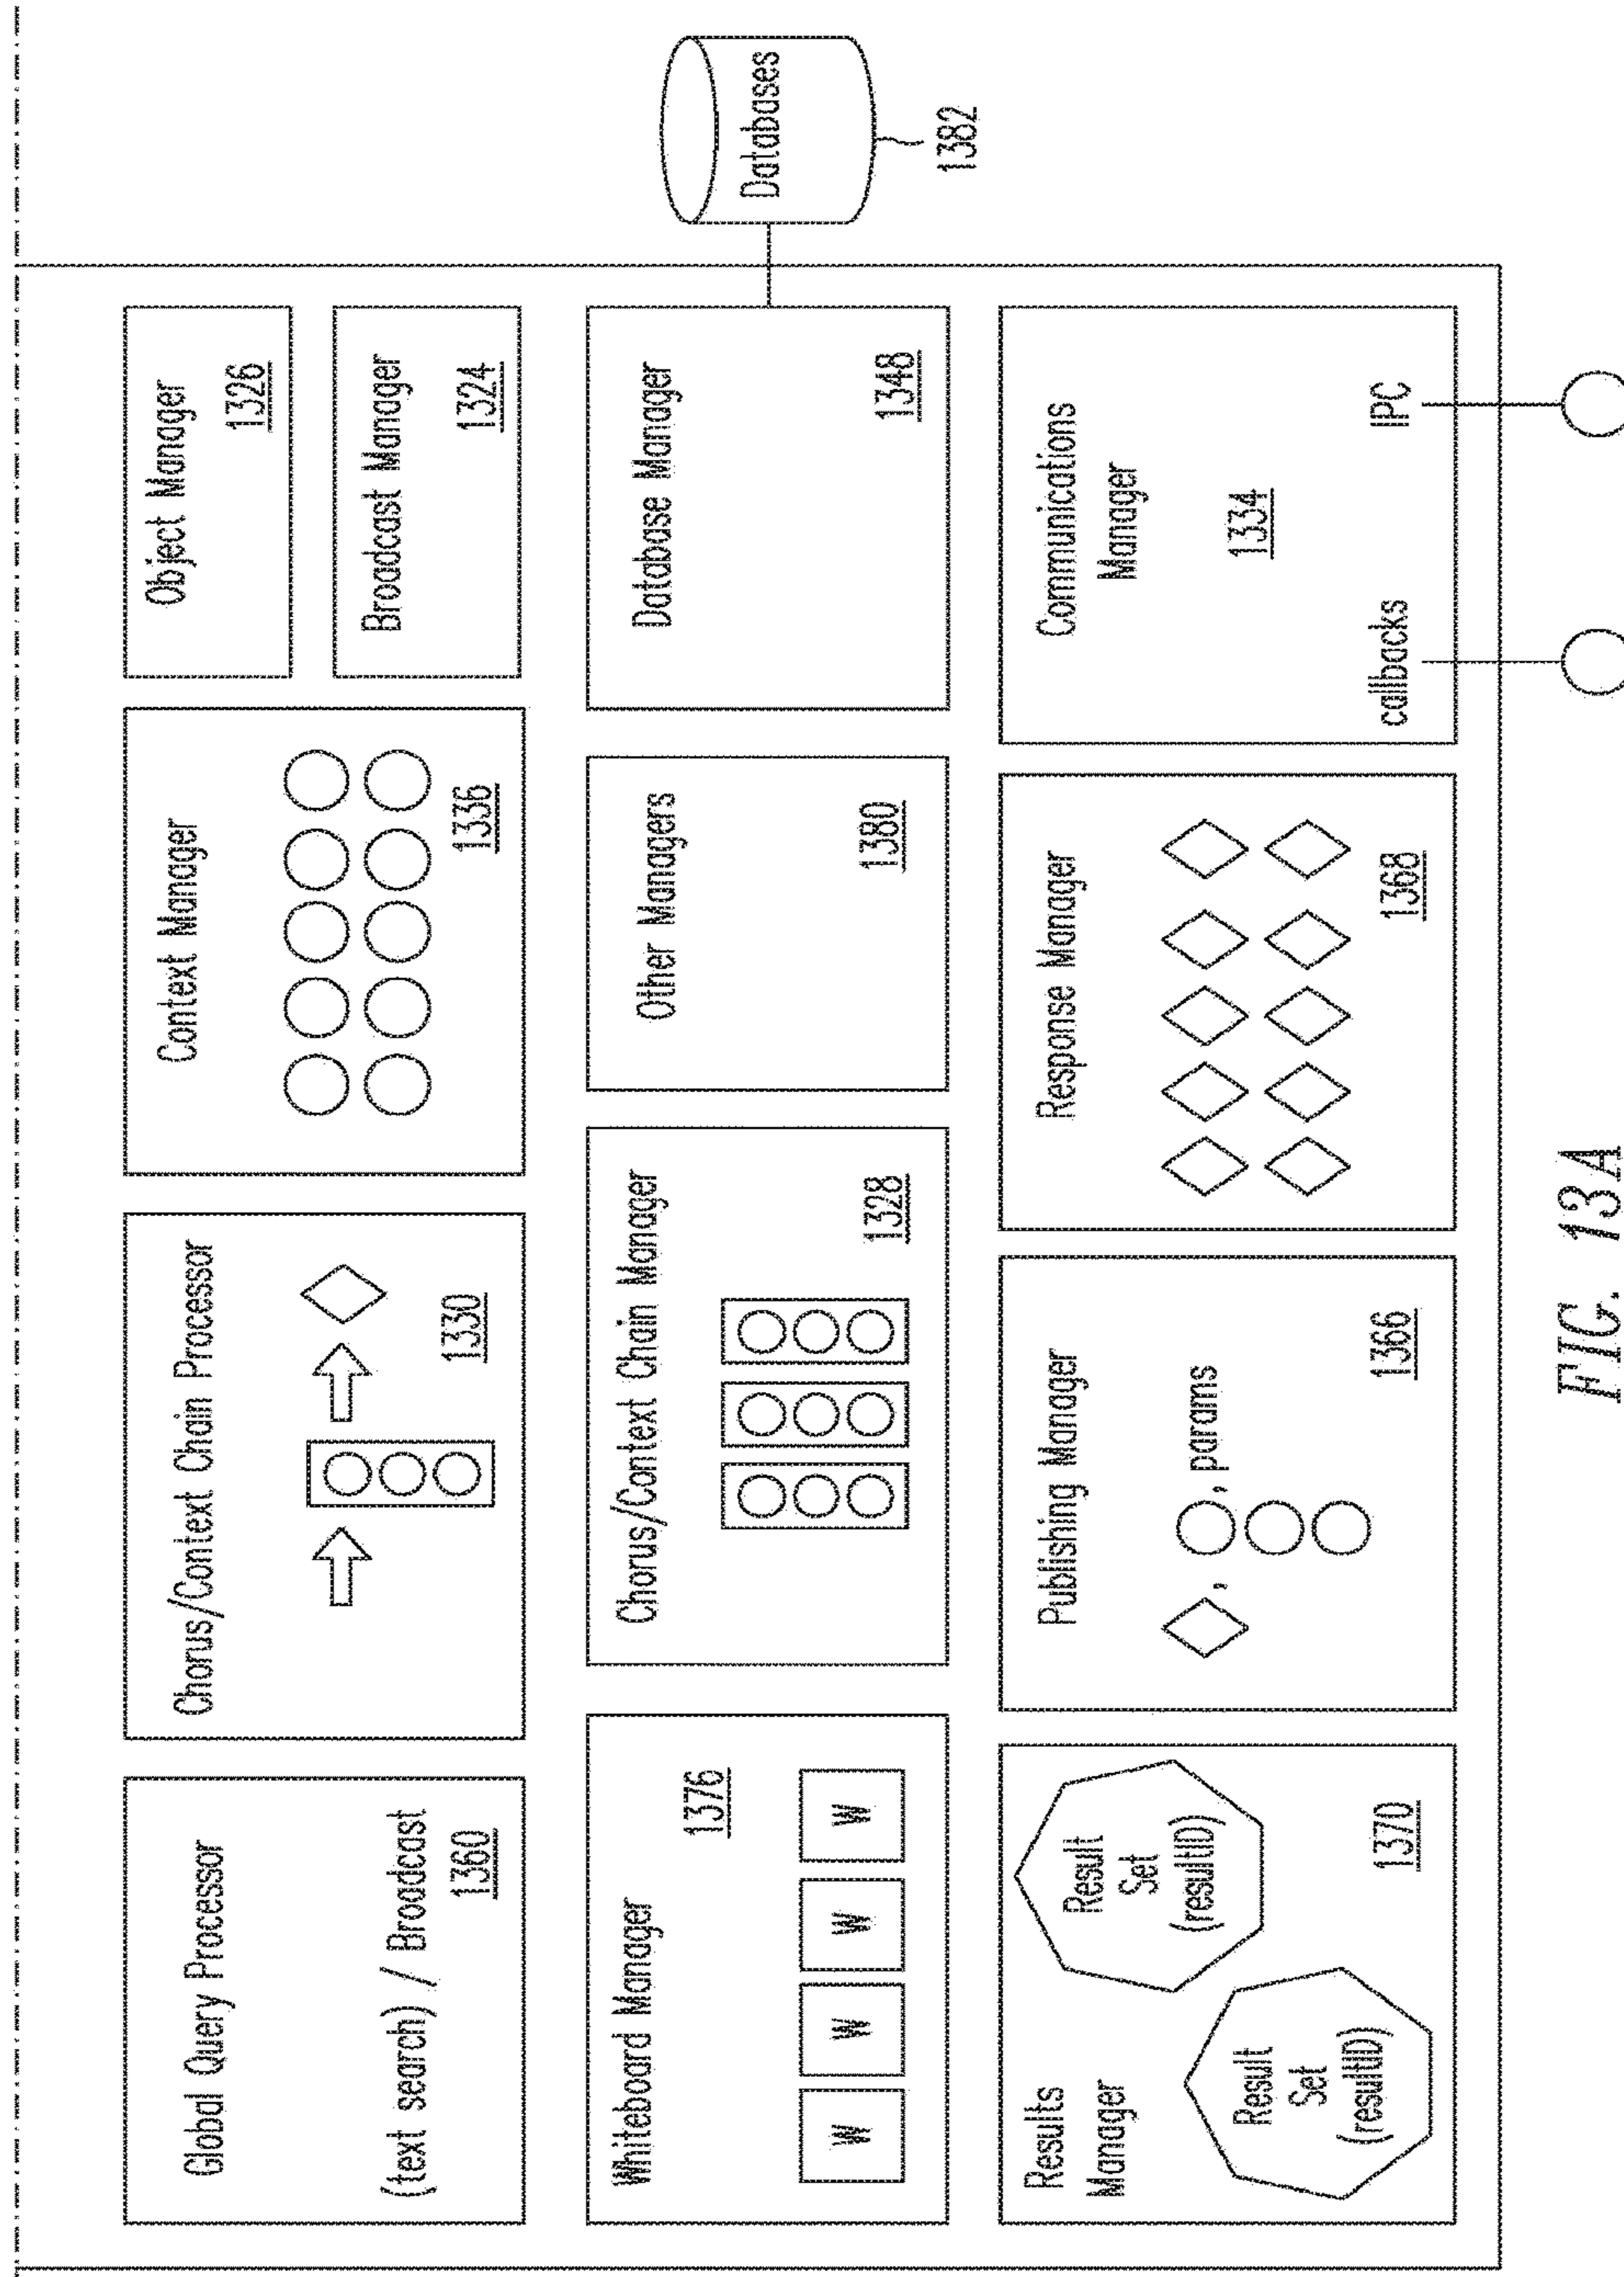 Global Query Processor
(text search) / Broadcast
1360
Chorus/Context Chain Processor
1330
Context Manager
1336
Object Manager
1326
Broadcast Manager
1324
Whiteboard Manager
1376
W W W W
Chorus/Context Chain Manager
1328
Other Managers
1380
Database Manager
1348
Databases
1382
Results
Manager
Result
Set
(resultID)
Result
Set
(resultID)
1370
Publishing Manager
, , params
1366
Response Manager
1368
Communications
Manager
1334
callbacks IPC
FIG. 13A